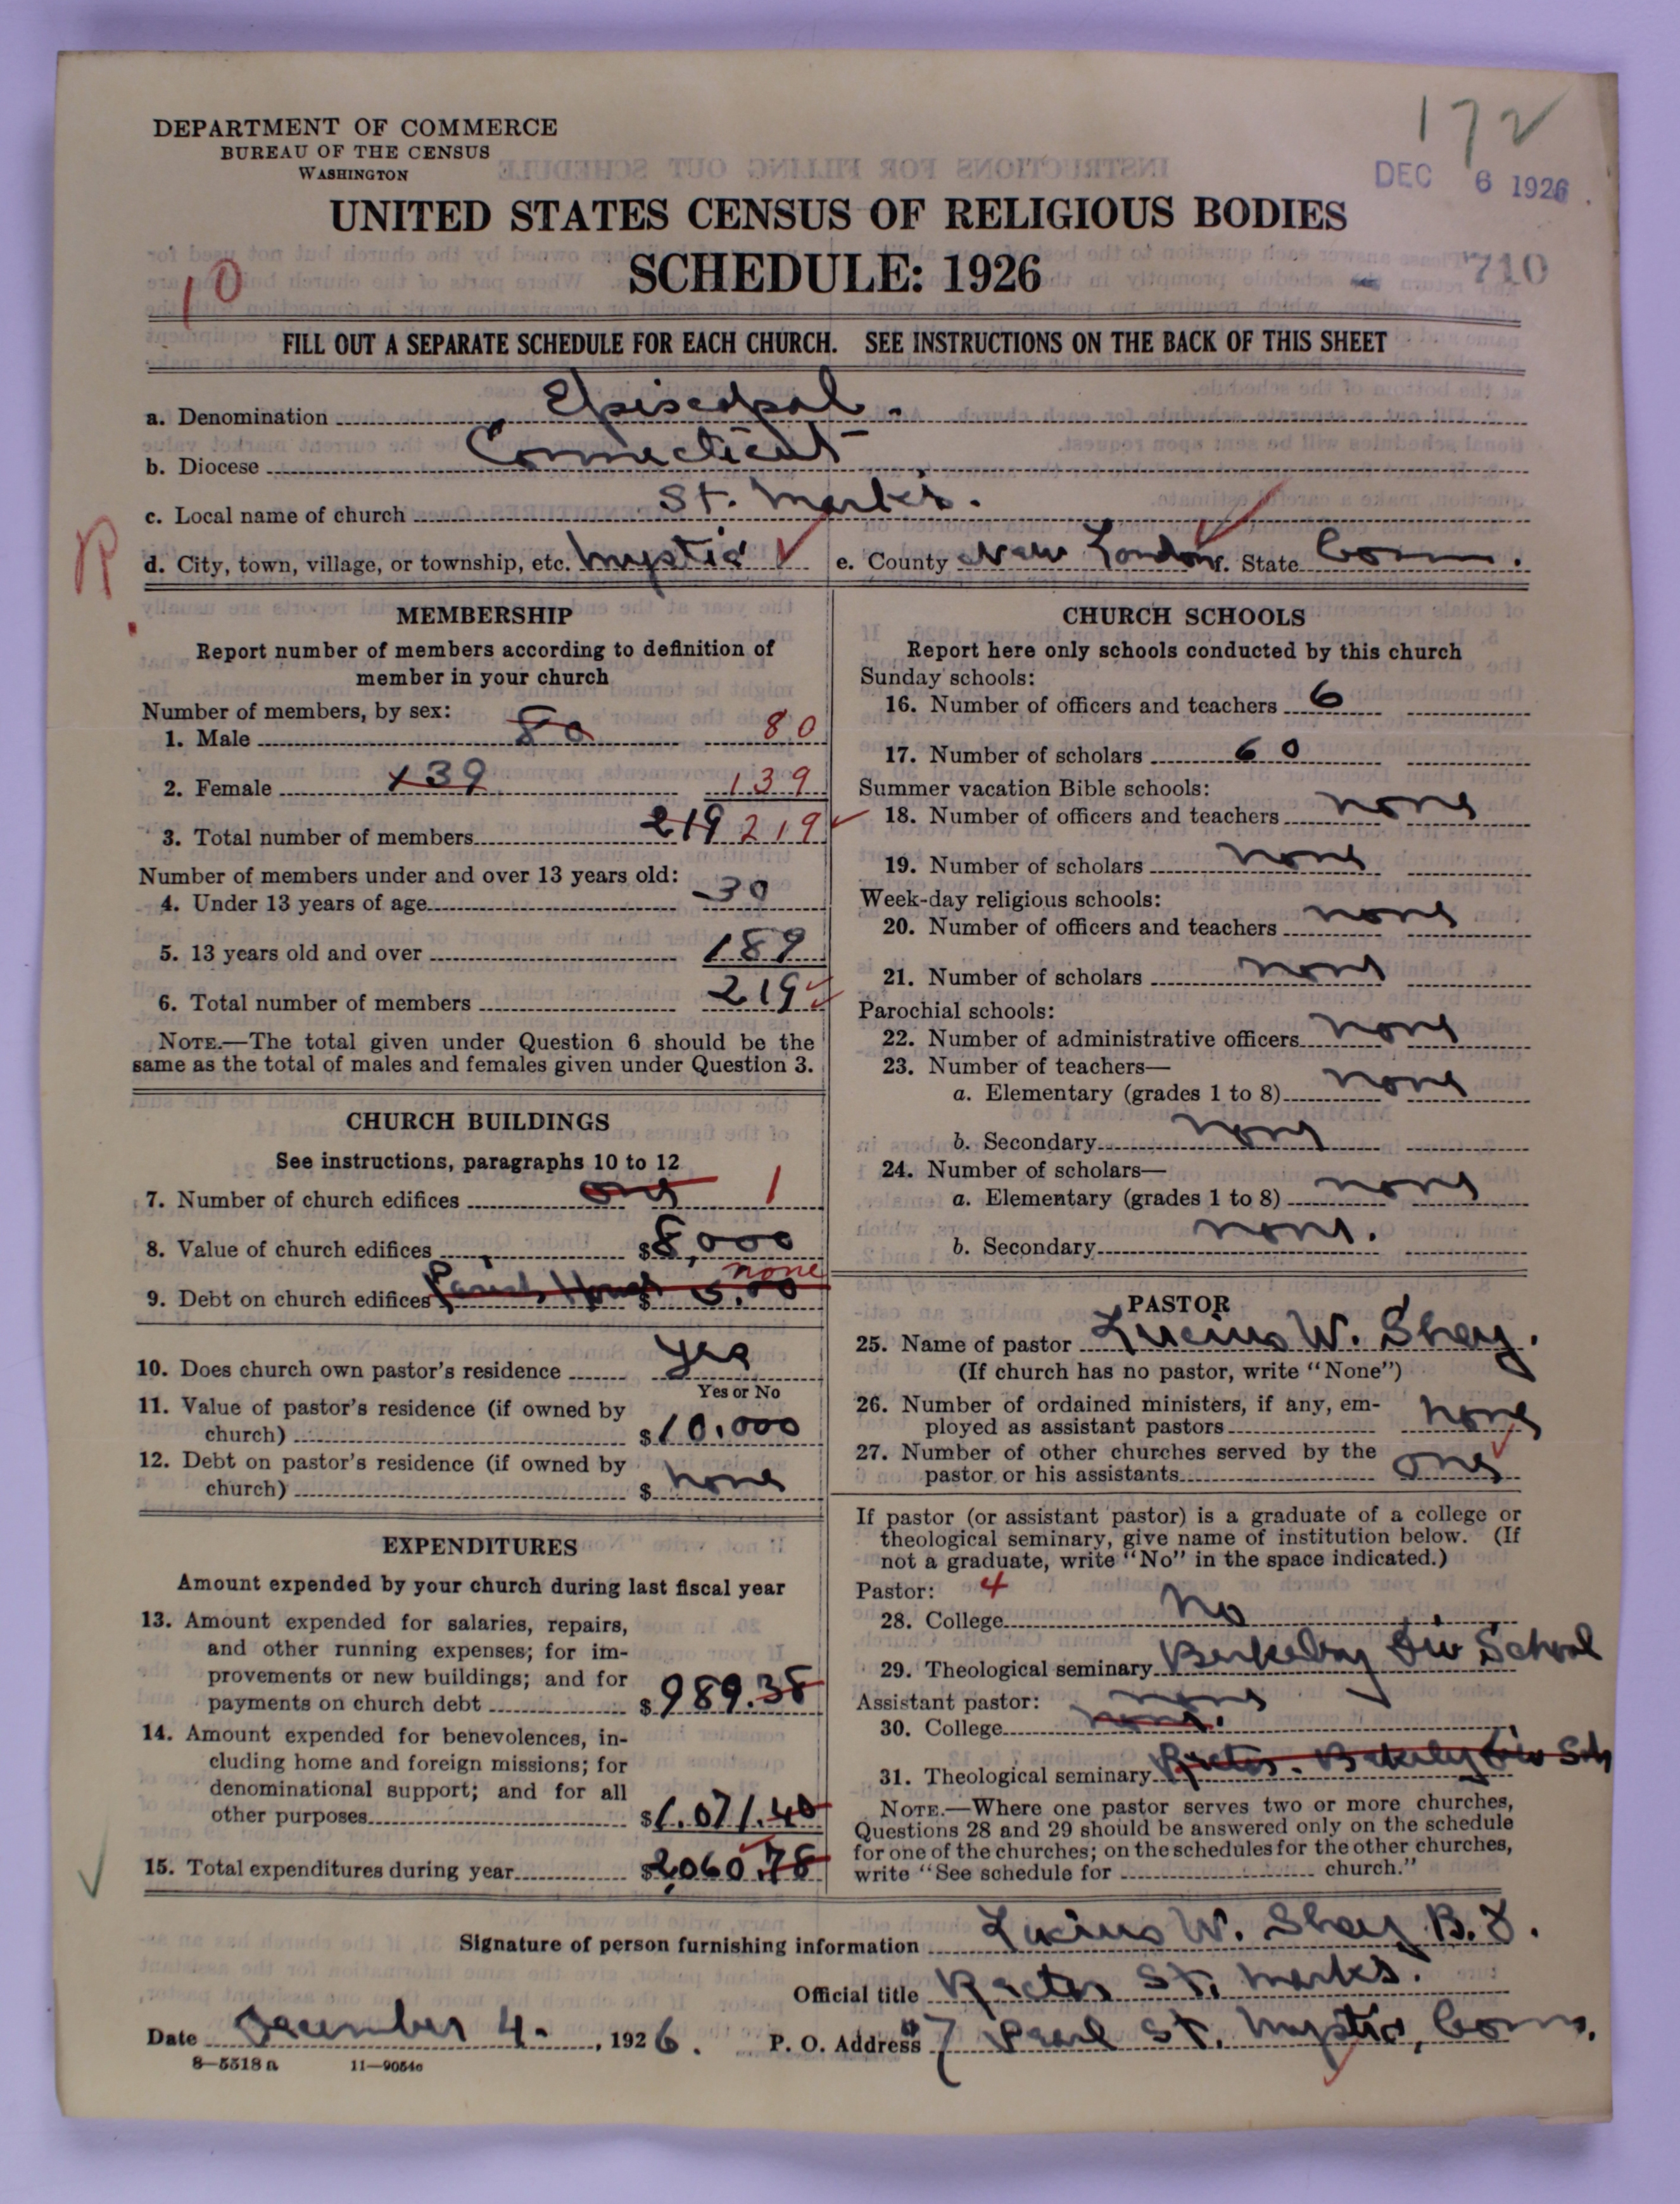 172
DEPARTMENT OF COMMERCE
BUREAU OF THE CENSUS
WASHINGTON
DEC 6 1926
UNITED STATES CENSUS OF RELIGIOUS BODIES
SCHEDULE: 1926
710
10
FILL OUT A SEPARATE SCHEDULE FOR EACH CHURCH. SEE INSTRUCTIONS ON THE BACK OF THIS SHEET
a. Denomination Episcopal.
b. Diocese Connecticut
c. Local name of church St. Mark's.
R
d. City, town, village, or township, etc. Mystic e. County New London f. State Conn.
MEMBERSHIP
Report number of members according to definition of
member in your church
Number of members, by sex:
1. Male 80 80
2. Female 139 139
3. Total number of members 219 219
Number of members under and over 13 years old:
4. Under 13 years of age 30
5. 13 years old and over 189
6. Total number of members 219
NOTE.—The total given under Question 6 should be the
same as the total of males and females given under Question 3.
CHURCH BUILDINGS
See instructions, paragraphs 10 to 12
7. Number of church edifices one 1
8. Value of church edifices $8,000
none
9. Debt on church edifices Parish House $
10. Does church own pastor's residence Yes
Yes or No
11. Value of pastor's residence (if owned by
church) $10,000
12. Debt on pastor's residence (if owned by
church) $ none
EXPENDITURES
Amount expended by your church during last fiscal year
13. Amount expended for salaries, repairs,
and other running expenses; for im-
provements or new buildings; and for
payments on church debt $989.38
14. Amount expended for benevolences, in-
cluding home and foreign missions; for
denominational support; and for all
other purposes $1.071.40
15. Total expenditures during year $2,060.78
CHURCH SCHOOLS
Report here only schools conducted by this church
Sunday schools:
16. Number of officers and teachers 6
17. Number of scholars 60
Summer vacation Bible schools:
18. Number of officers and teachers none
19. Number of scholars none
Week-day religious schools:
20. Number of officers and teachers none
21. Number of scholars none
Parochial schools:
22. Number of administrative officers none
23. Number of teachers—
a. Elementary (grades 1 to 8) none
b. Secondary none
24. Number of scholars—
a. Elementary (grades 1 to 8) none
b. Secondary none.
PASTOR
25. Name of pastor Lucius W. Shey.
(If church has no pastor, write "None")
26. Number of ordained ministers, if any, em-
ployed as assistant pastors none
27. Number of other churches served by the
pastor or his assistants one
If pastor (or assistant pastor) is a graduate of a college or
theological seminary, give name of institution below. (If
not a graduate, write "No" in the space indicated.)
Pastor: 4
28. College No
29. Theological seminary Berkeley Div School
Assistant pastor: none
30. College none.
31. Theological seminary Rector. Berkeley Div Sch
NOTE.—Where one pastor serves two or more churches,
Questions 28 and 29 should be answered only on the schedule
for one of the churches; on the schedules for the other churches,
write "See schedule for church."
Signature of person furnishing information Lucius W. Shey
Official title Rector St. Mark's.
Date December 4. , 1926. P. O. Address 7 Pearl St. Mystic, Conn.
8—5518 a 11—9054c